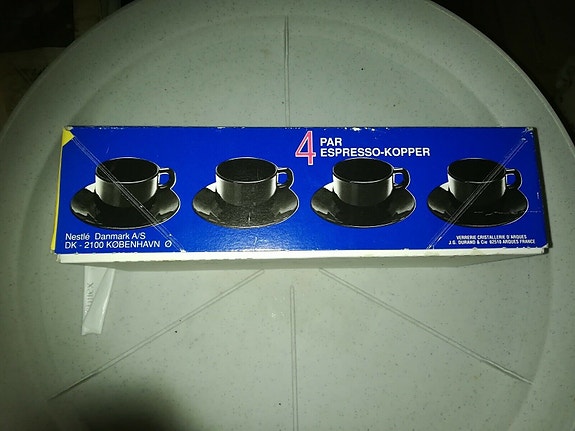 4 PAR
ESPRESSO-KOPPER
Nestlé Danmark A/S
DK - 2100 KØBENHAVN Ø
VERRERIE CRISTALLERIE D'ARQUES
J.G. DURAND & Cie 62510 ARQUES FRANCE